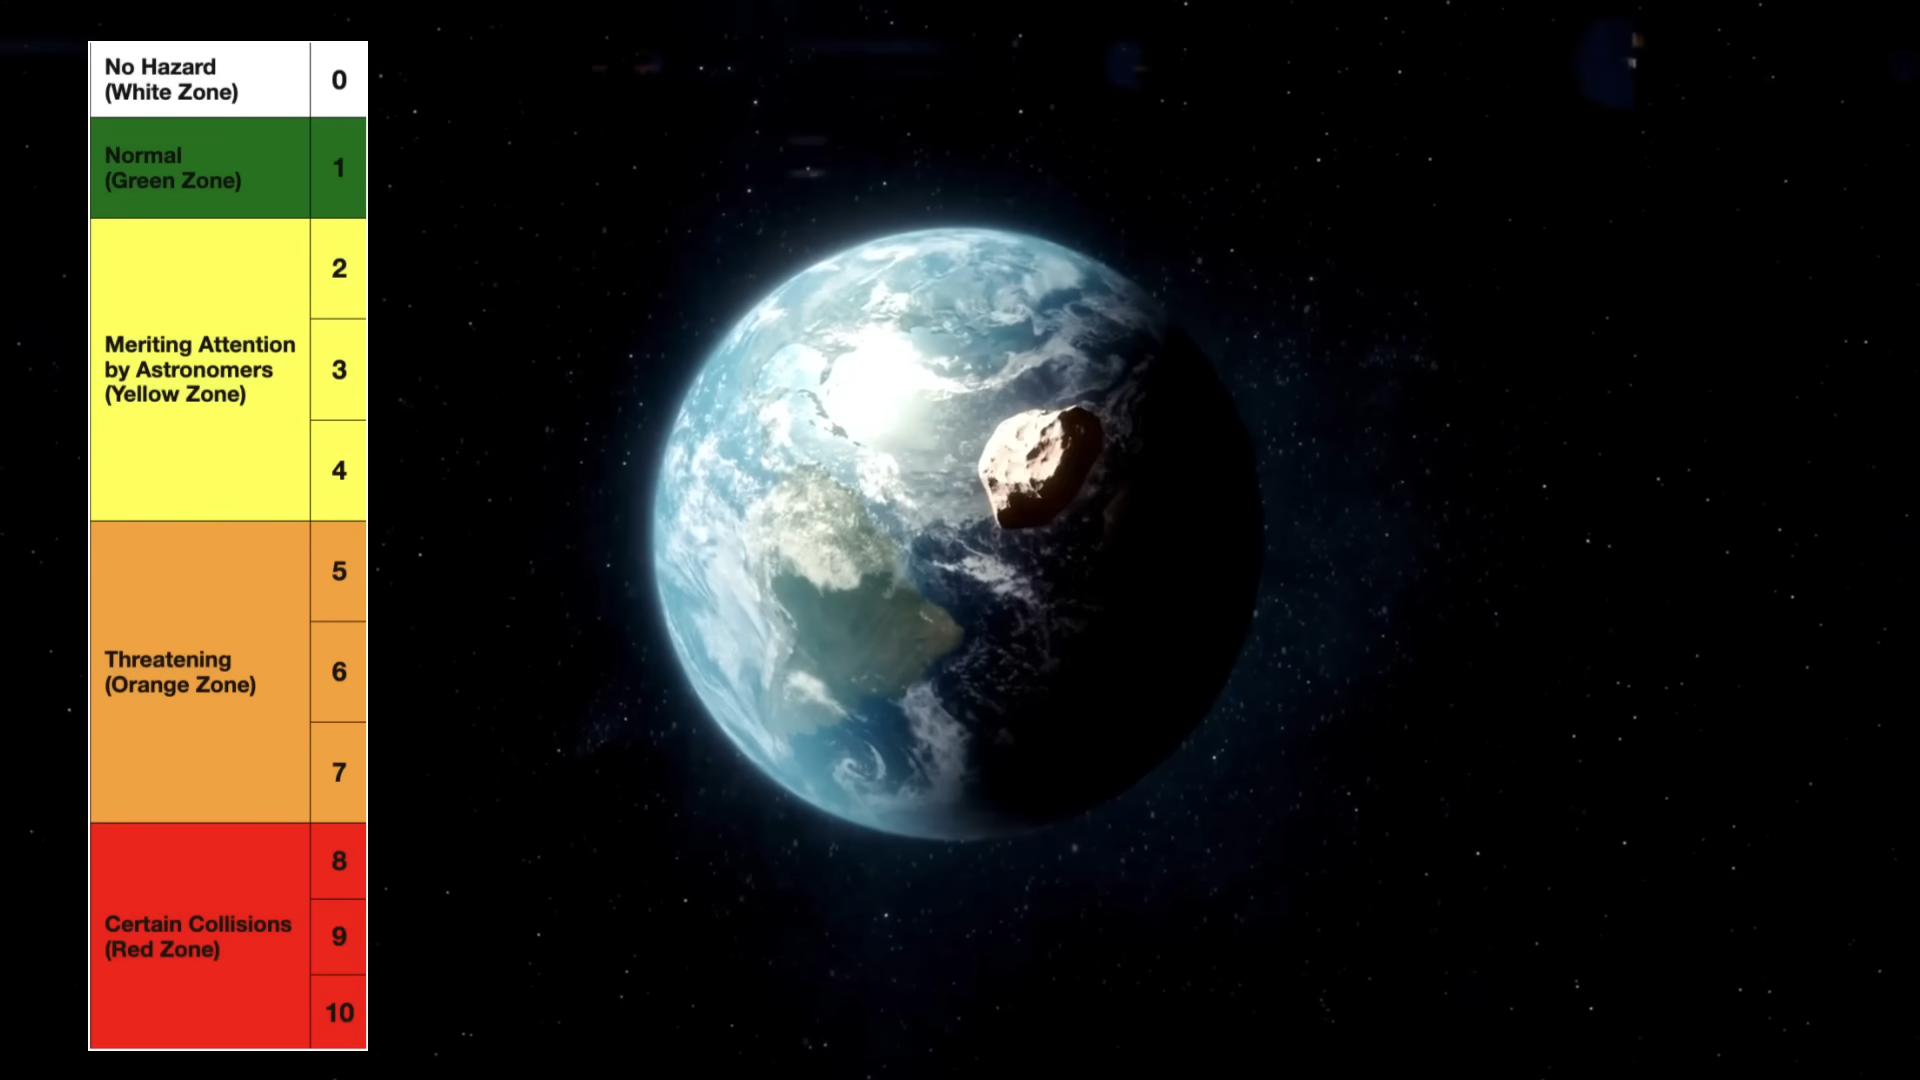 No Hazard
(White Zone)
0
Normal
(Green Zone)
1
Meriting Attention
by Astronomers
(Yellow Zone)
2
3
4
Threatening
(Orange Zone)
5
6
7
Certain Collisions
(Red Zone)
8
9
10